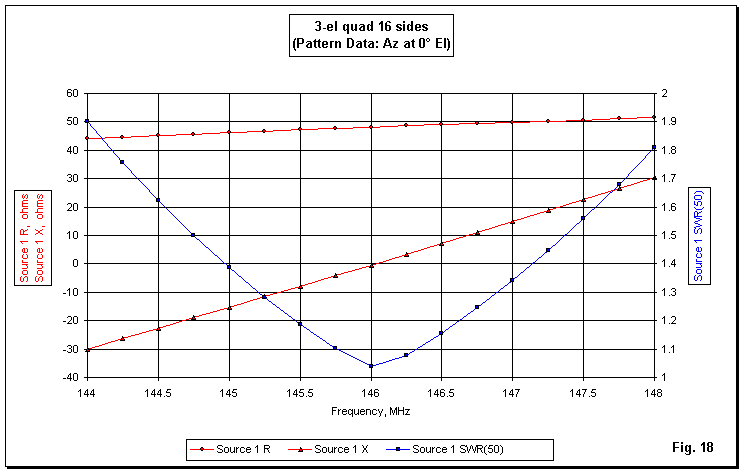 3-el quad 16 sides
(Pattern Data: Az at 0° El)
60
50
40
30
20
10
0
-10
-20
-30
-40
Source 1 R, ohms
Source 1 X, ohms
2
1.9
1.8
1.7
1.6
1.5
1.4
1.3
1.2
1.1
1
Source 1 SWR(50)
144 144.5 145 145.5 146 146.5 147 147.5 148
Frequency, MHz
Source 1 R Source 1 X Source 1 SWR(50)
Fig. 18